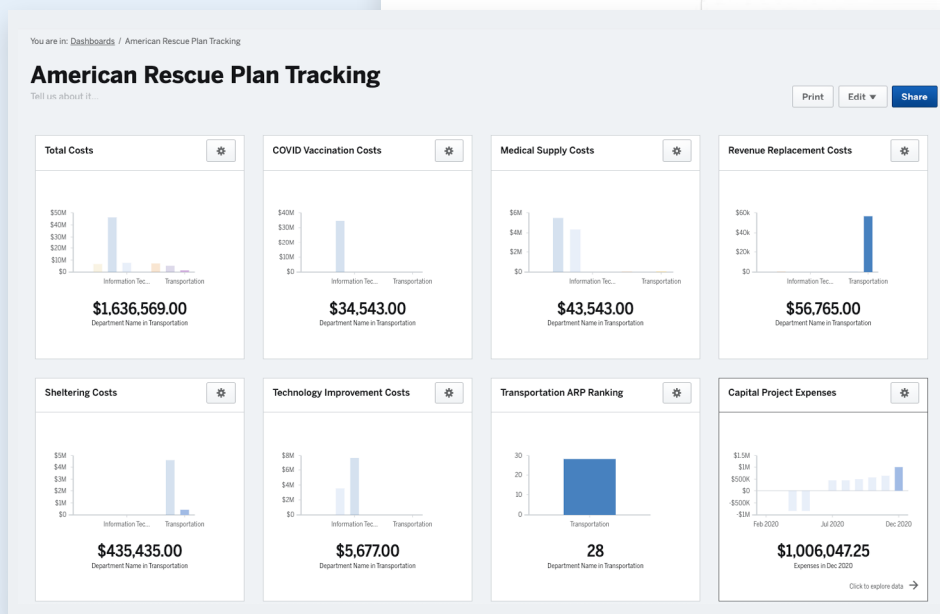 You are in: Dashboards / American Rescue Plan Tracking
American Rescue Plan Tracking
Tell us about it...
Print Edit ▼ Share
Total Costs
$50M
$40M
$30M
$20M
$10M
$0
Information Tec... Transportation
$1,636,569.00
Department Name in Transportation
COVID Vaccination Costs
$40M
$30M
$20M
$10M
$0
Information Tec... Transportation
$34,543.00
Department Name in Transportation
Medical Supply Costs
$6M
$4M
$2M
$0
Information Tec... Transportation
$43,543.00
Department Name in Transportation
Revenue Replacement Costs
$60k
$40k
$20k
$0
Information Tec... Transportation
$56,765.00
Department Name in Transportation
Sheltering Costs
$5M
$4M
$3M
$2M
$1M
$0
Information Tec... Transportation
$435,435.00
Department Name in Transportation
Technology Improvement Costs
$8M
$6M
$4M
$2M
$0
Information Tec... Transportation
$5,677.00
Department Name in Transportation
Transportation ARP Ranking
30
20
10
0
Transportation
28
Department Name in Transportation
Capital Project Expenses
$1.5M
$1M
$500K
$0
-$500K
-$1M
Feb 2020 Jul 2020 Dec 2020
$1,006,047.25
Expenses in Dec 2020
Click to explore data →